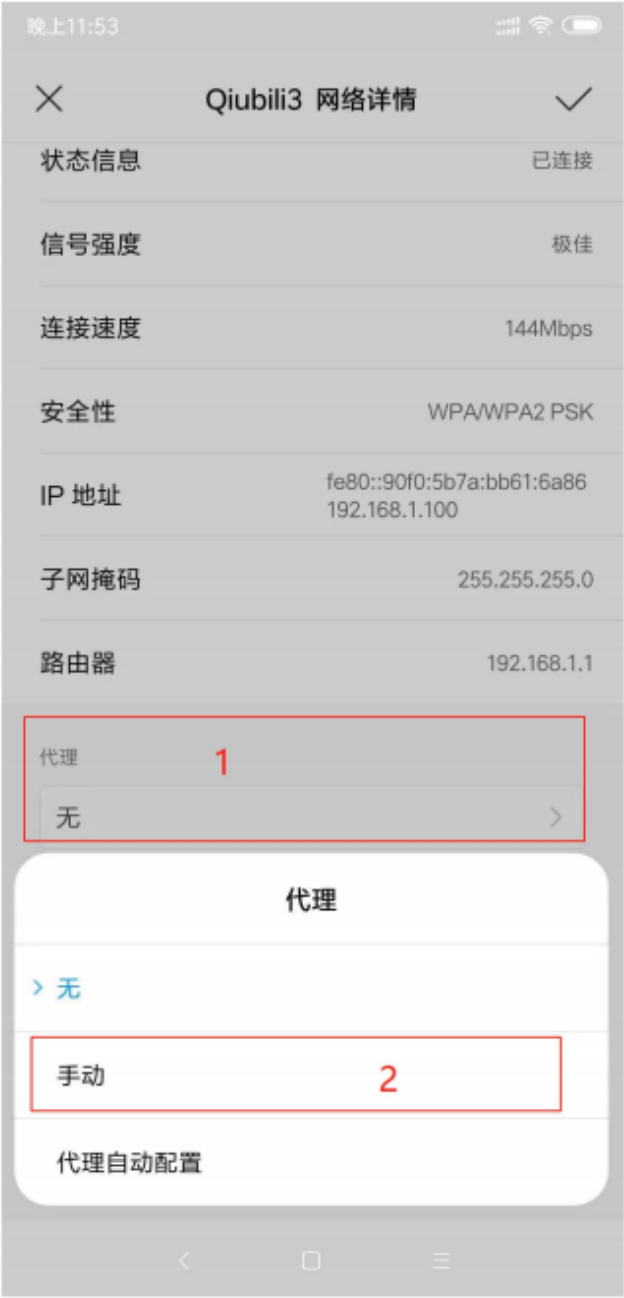 晚上11:53
Qiubili3 网络详情
状态信息 已连接
信号强度 极佳
连接速度 144Mbps
安全性 WPA/WPA2 PSK
IP 地址 fe80::90f0:5b7a:bb61:6a86
192.168.1.100
子网掩码 255.255.255.0
路由器 192.168.1.1
代理 1
无
代理
无
手动 2
代理自动配置